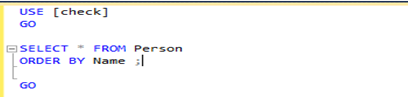 USE [check]
GO
SELECT * FROM Person
ORDER BY Name ;
GO